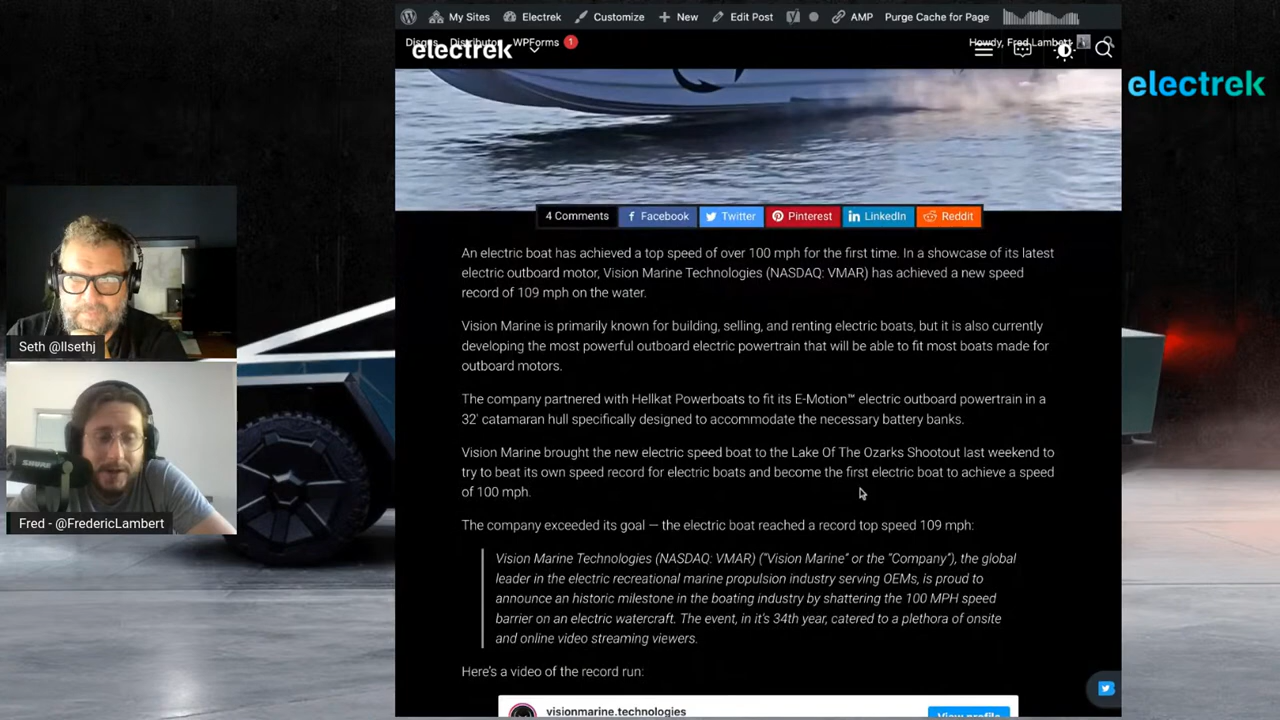 My Sites Electrek Customize New Edit Post AMP Purge Cache for Page
Disqus Distributor WPForms 1 Howdy, Fred Lambert
electrek
electrek
4 Comments Facebook Twitter Pinterest LinkedIn Reddit
An electric boat has achieved a top speed of over 100 mph for the first time. In a showcase of its latest
electric outboard motor, Vision Marine Technologies (NASDAQ: VMAR) has achieved a new speed
record of 109 mph on the water.
Vision Marine is primarily known for building, selling, and renting electric boats, but it is also currently
developing the most powerful outboard electric powertrain that will be able to fit most boats made for
outboard motors.
The company partnered with Hellkat Powerboats to fit its E-Motion™ electric outboard powertrain in a
32' catamaran hull specifically designed to accommodate the necessary battery banks.
Vision Marine brought the new electric speed boat to the Lake Of The Ozarks Shootout last weekend to
try to beat its own speed record for electric boats and become the first electric boat to achieve a speed
of 100 mph.
The company exceeded its goal — the electric boat reached a record top speed 109 mph:
Vision Marine Technologies (NASDAQ: VMAR) (“Vision Marine” or the “Company”), the global
leader in the electric recreational marine propulsion industry serving OEMs, is proud to
announce an historic milestone in the boating industry by shattering the 100 MPH speed
barrier on an electric watercraft. The event, in it's 34th year, catered to a plethora of onsite
and online video streaming viewers.
Here's a video of the record run:
visionmarine.technologies View profile
Seth @llsethj
SHURE
Fred - @FredericLambert